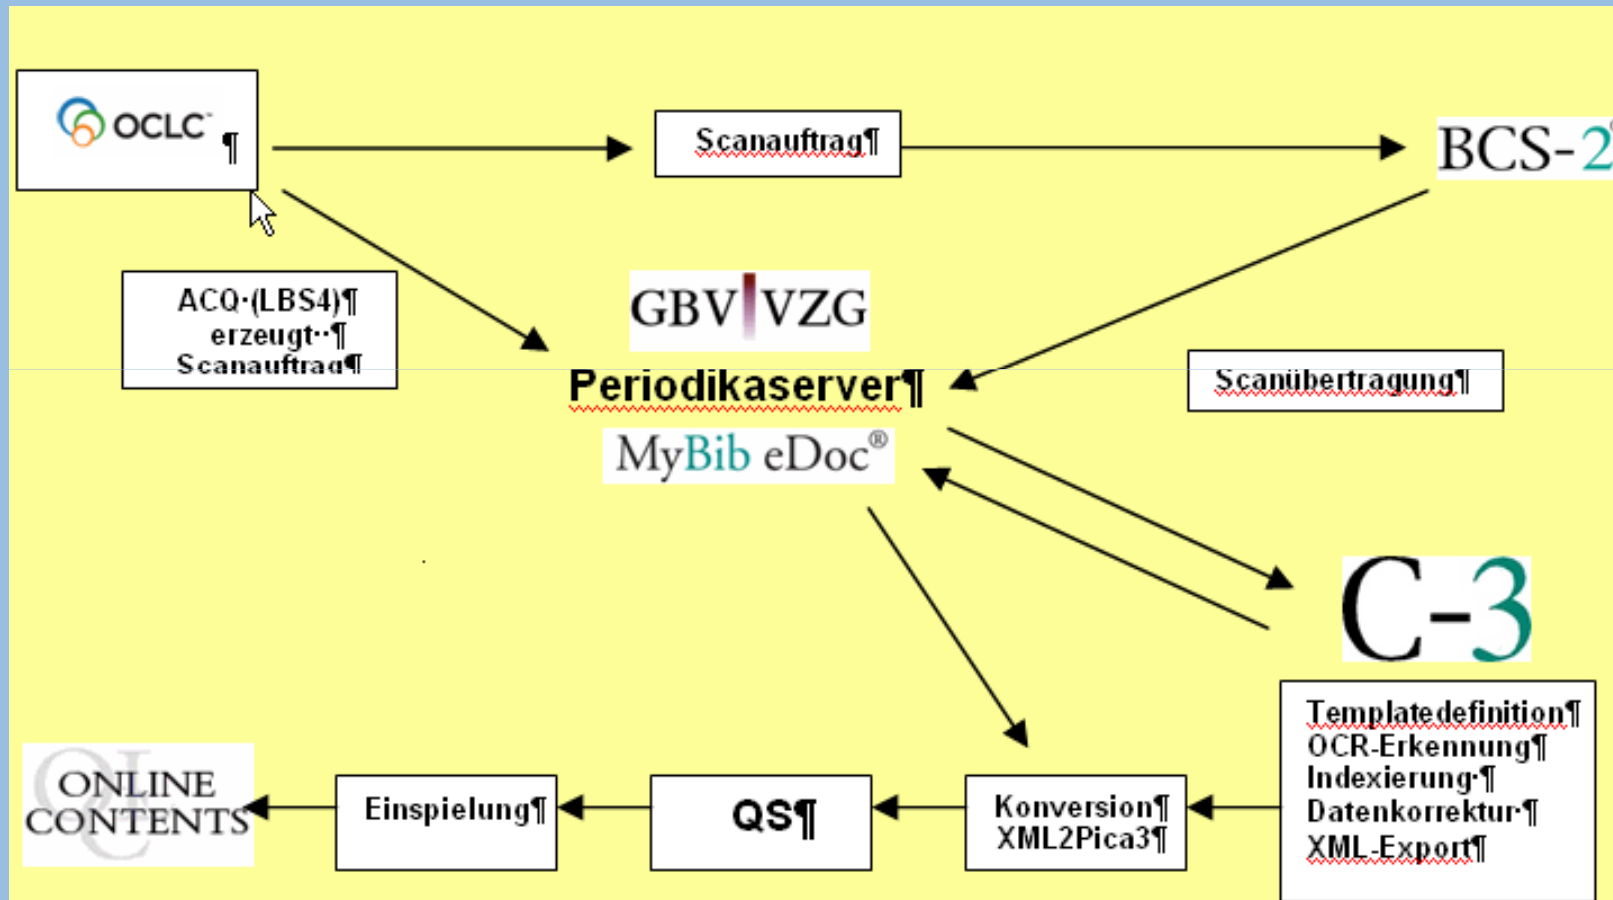 OCLC™ ¶
Scanauftrag¶
BCS-2®
ACQ·(LBS4)¶
erzeugt··¶
Scanauftrag¶
GBV VZG
Periodikaserver¶
MyBib eDoc®
Scanübertragung¶
C-3
Templatedefinition¶
OCR-Erkennung¶
Indexierung·¶
Datenkorrektur·¶
XML-Export¶
Konversion¶
XML2Pica3¶
QS¶
Einspielung¶
ONLINE
CONTENTS